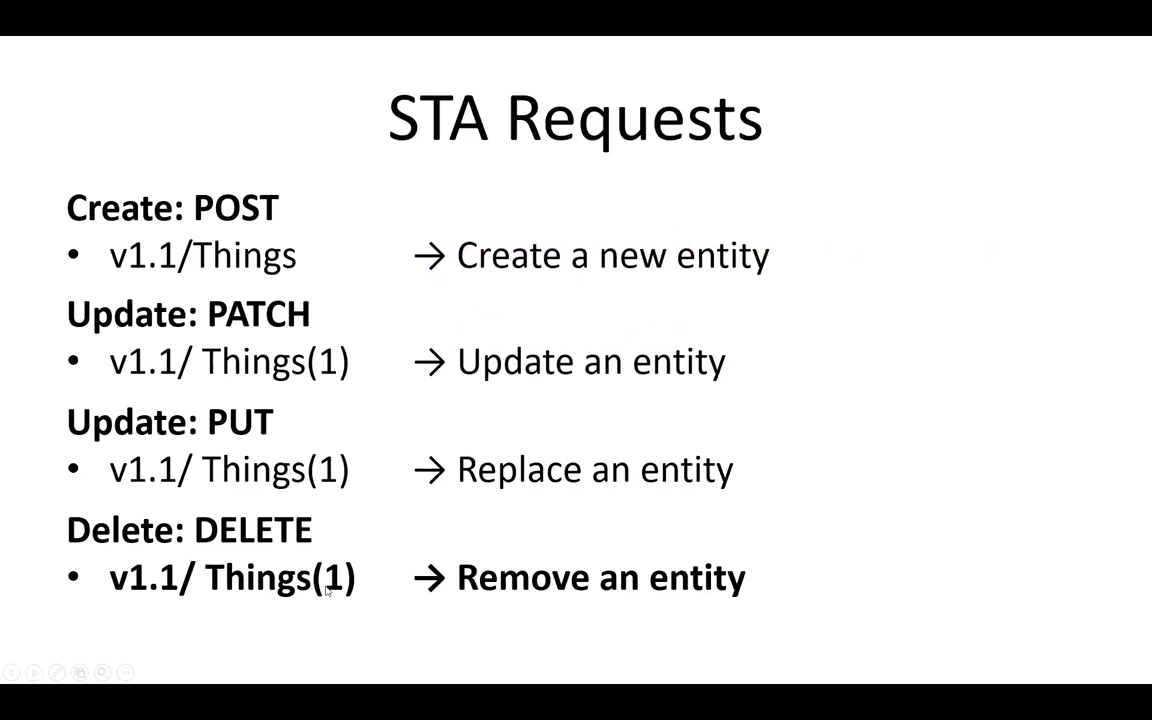 STA Requests
Create: POST
• v1.1/Things → Create a new entity
Update: PATCH
• v1.1/ Things(1) → Update an entity
Update: PUT
• v1.1/ Things(1) → Replace an entity
Delete: DELETE
• v1.1/ Things(1) → Remove an entity